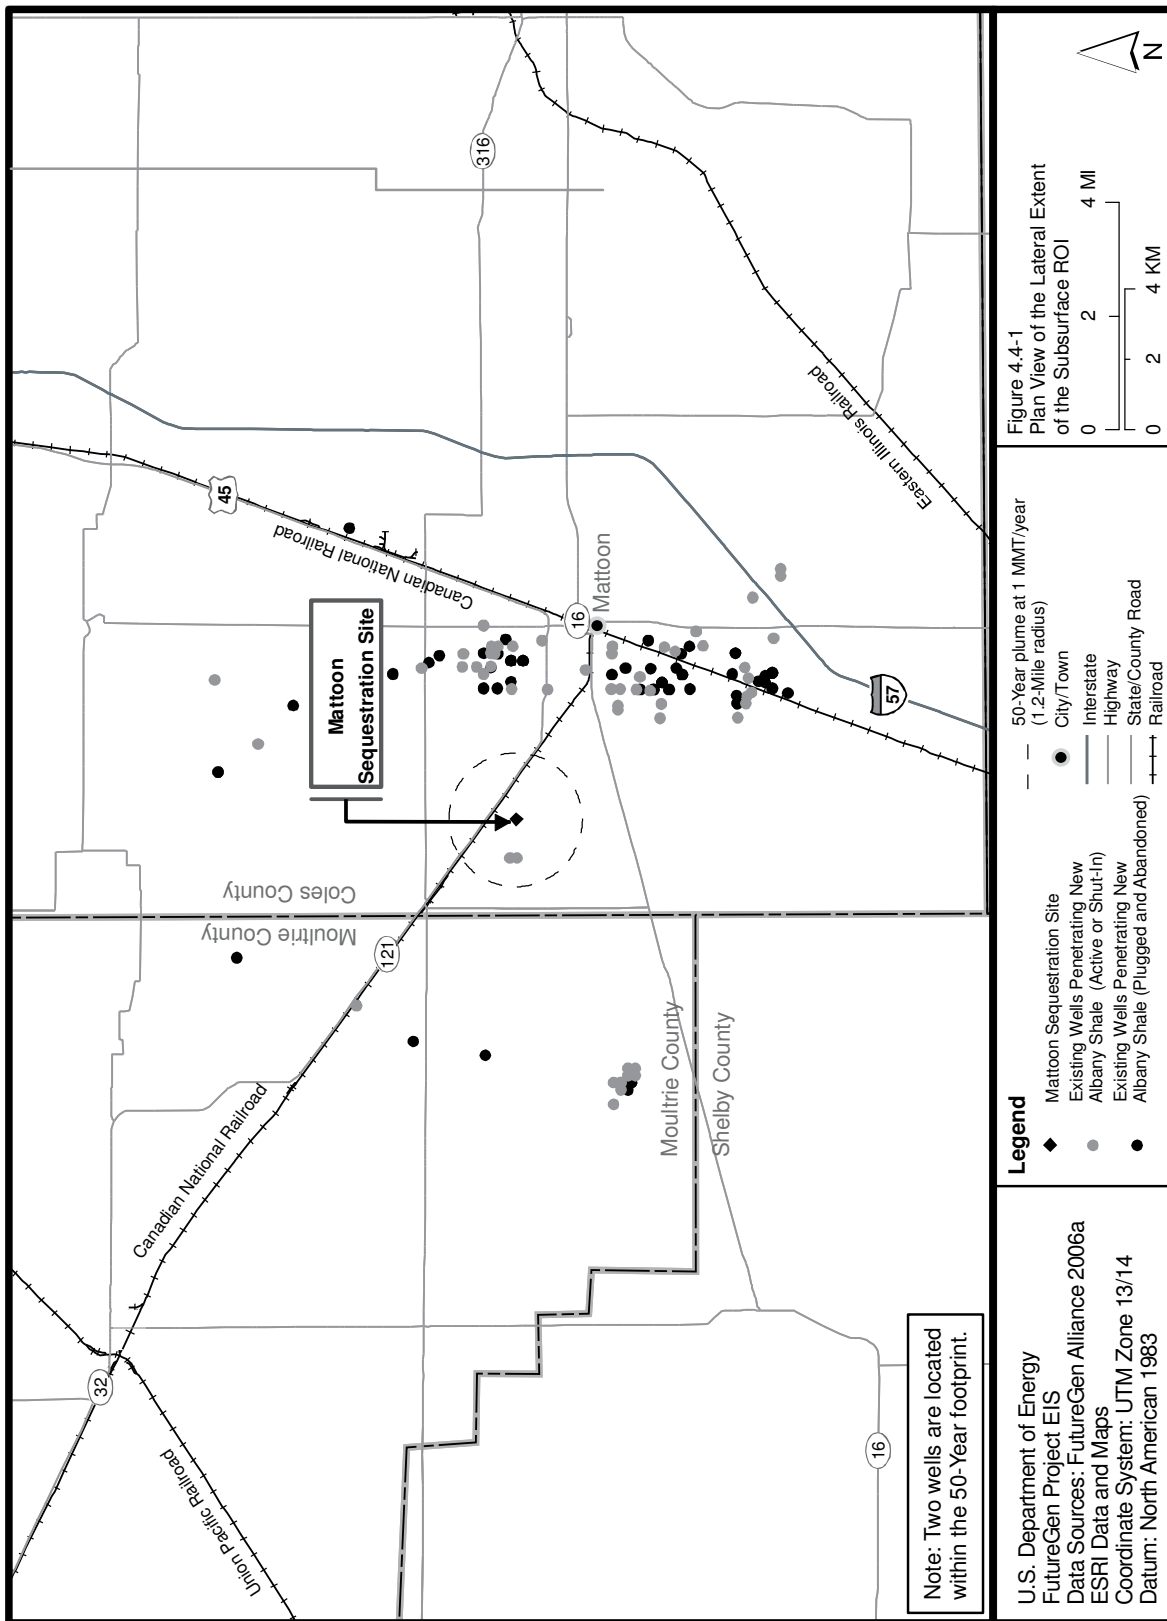 32
Union Pacific Railroad
Canadian National Railroad
121
Moultrie County
Coles County
Mattoon
Sequestration Site
45
Canadian National Railroad
316
16
Mattoon
57
Eastern Illinois Railroad
Moultrie County
Shelby County
16
Note: Two wells are located
within the 50-Year footprint.
U.S. Department of Energy
FutureGen Project EIS
Data Sources: FutureGen Alliance 2006a
ESRI Data and Maps
Coordinate System: UTM Zone 13/14
Datum: North American 1983
Legend
Mattoon Sequestration Site
Existing Wells Penetrating New
Albany Shale (Active or Shut-In)
Existing Wells Penetrating New
Albany Shale (Plugged and Abandoned)
50-Year plume at 1 MMT/year
(1.2-Mile radius)
City/Town
Interstate
Highway
State/County Road
Railroad
Figure 4.4-1
Plan View of the Lateral Extent
of the Subsurface ROI
0 2 4 MI
0 2 4 KM
N